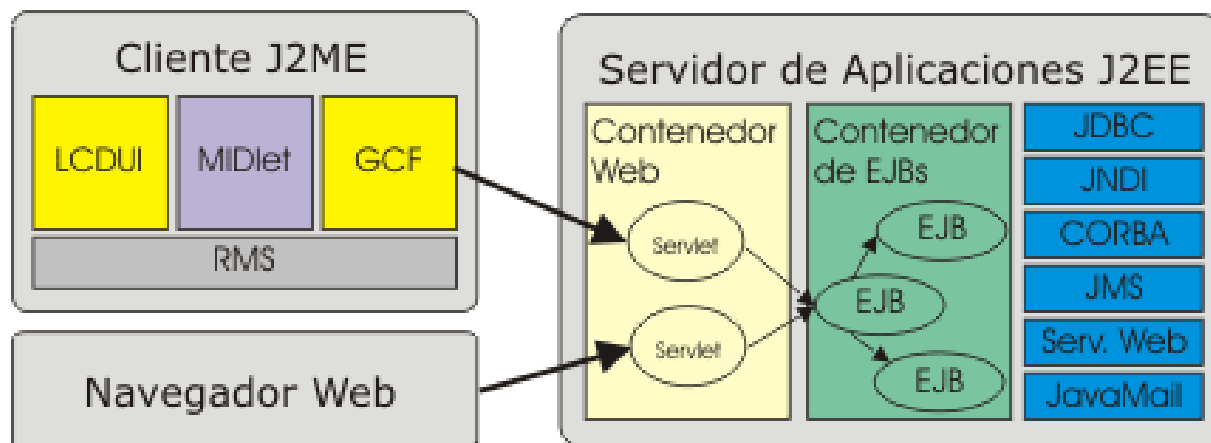 Cliente J2ME
LCDUI
MIDlet
GCF
RMS
Navegador Web
Servidor de Aplicaciones J2EE
Contenedor
Web
Servlet
Servlet
Contenedor
de EJBs
EJB
EJB
EJB
JDBC
JNDI
CORBA
JMS
Serv. Web
JavaMail